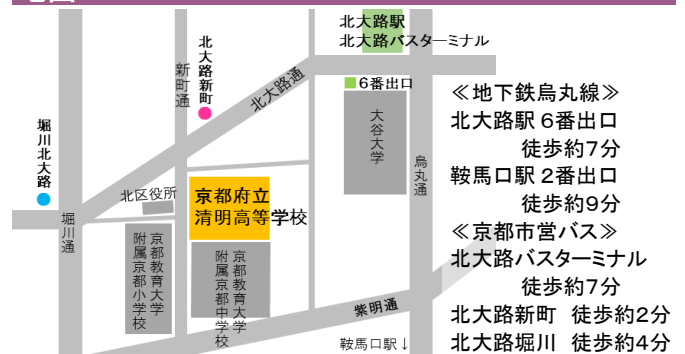 北大路駅
北大路バスターミナル
北大路新町
新町通
北大路通
6番出口
大谷大学
烏丸通
堀川北大路
北区役所
堀川通
京都府立
清明高等学校
京都教育大学
附属京都小学校
京都教育大学
附属京都中学校
紫明通
鞍馬口駅↓
≪地下鉄烏丸線≫
北大路駅 6番出口
徒歩約7分
鞍馬口駅 2番出口
徒歩約9分
≪京都市営バス≫
北大路バスターミナル
徒歩約7分
北大路新町 徒歩約2分
北大路堀川 徒歩約4分